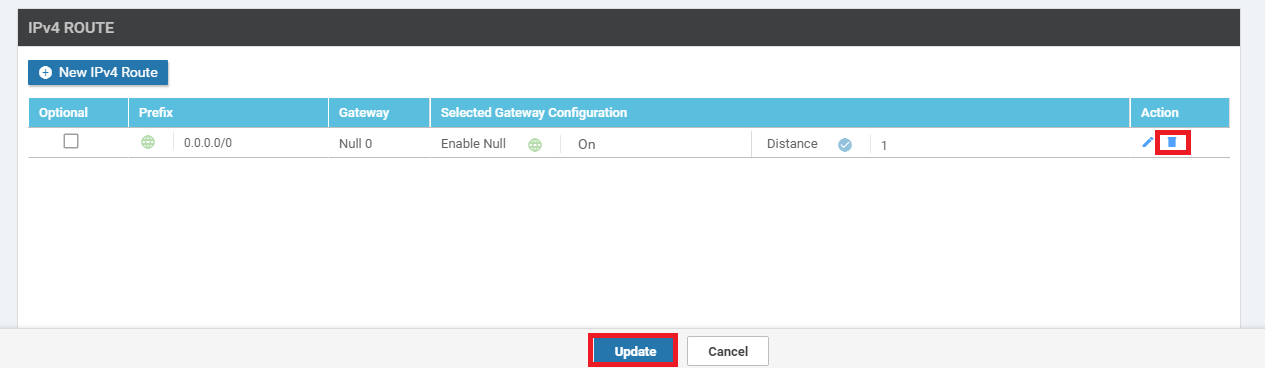 IPv4 ROUTE
New IPv4 Route
Optional Prefix Gateway Selected Gateway Configuration Action
0.0.0.0/0 Null 0 Enable Null On Distance 1
Update Cancel